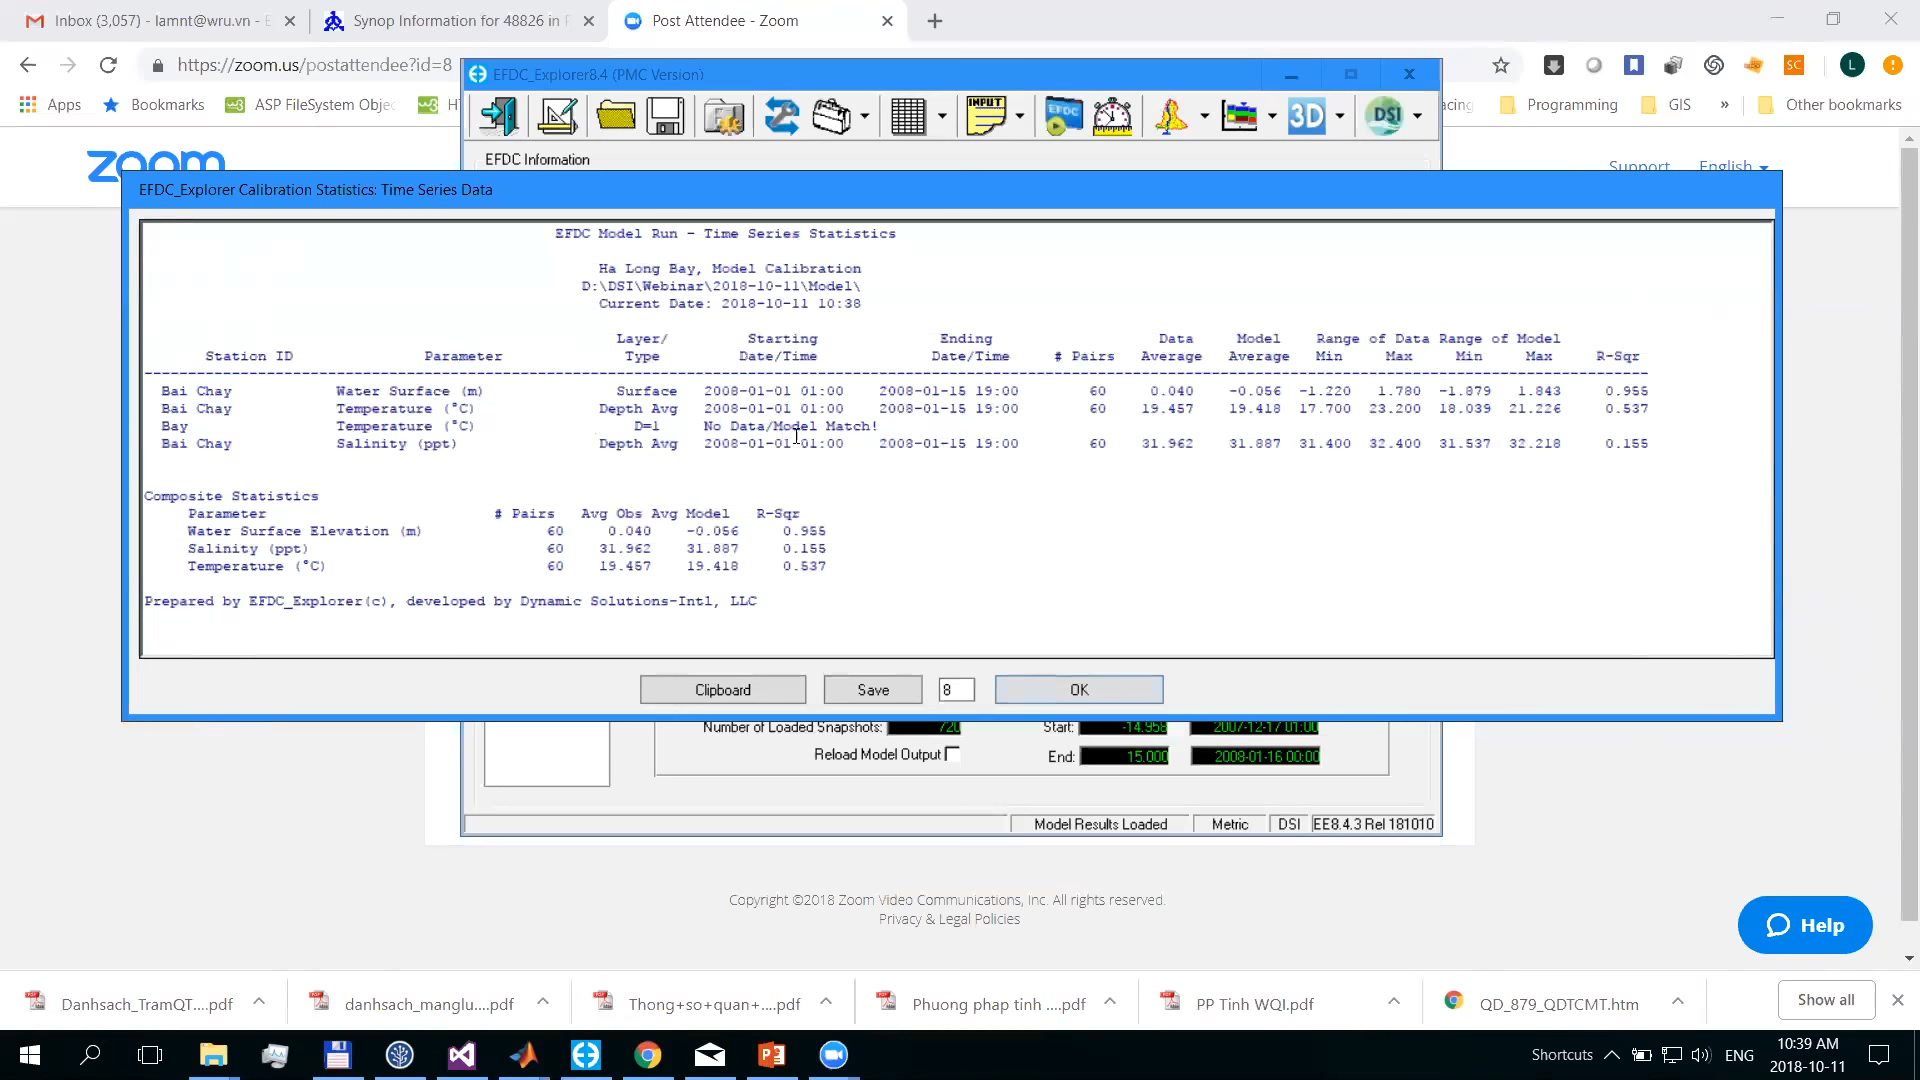 Inbox (3,057) - lamnt@wru.vn - E
Synop Information for 48826 in
Post Attendee - Zoom
https://zoom.us/postattendee?id=8
Apps
Bookmarks
ASP FileSystem Objec
acing
Programming
GIS
»
Other bookmarks
EFDC_Explorer8.4 (PMC Version)
INPUT
EFDC
3D
DSI
EFDC Information
zoom
Support
English
EFDC_Explorer Calibration Statistics: Time Series Data
EFDC Model Run - Time Series Statistics
Ha Long Bay, Model Calibration
D:\DSI\Webinar\2018-10-11\Model\
Current Date: 2018-10-11 10:38
Layer/ Starting Ending Data Model Range of Data Range of Model
Station ID Parameter Type Date/Time Date/Time # Pairs Average Average Min Max Min Max R-Sqr
Bai Chay Water Surface (m) Surface 2008-01-01 01:00 2008-01-15 19:00 60 0.040 -0.056 -1.220 1.780 -1.879 1.843 0.955
Bai Chay Temperature (°C) Depth Avg 2008-01-01 01:00 2008-01-15 19:00 60 19.457 19.418 17.700 23.200 18.039 21.226 0.537
Bay Temperature (°C) D=1 No Data/Model Match!
Bai Chay Salinity (ppt) Depth Avg 2008-01-01 01:00 2008-01-15 19:00 60 31.962 31.887 31.400 32.400 31.537 32.218 0.155
Composite Statistics
Parameter # Pairs Avg Obs Avg Model R-Sqr
Water Surface Elevation (m) 60 0.040 -0.056 0.955
Salinity (ppt) 60 31.962 31.887 0.155
Temperature (°C) 60 19.457 19.418 0.537
Prepared by EFDC_Explorer(c), developed by Dynamic Solutions-Intl, LLC
Clipboard
Save
8
OK
Number of Loaded Snapshots: 720 Start: -14.958 2007-12-17 01:00
Reload Model Output End: 15.000 2008-01-16 00:00
Model Results Loaded Metric DSI EE8.4.3 Rel 181010
Copyright ©2018 Zoom Video Communications, Inc. All rights reserved.
Privacy & Legal Policies
Help
Danhsach_TramQT....pdf
danhsach_manglu....pdf
Thong+so+quan+....pdf
Phuong phap tinh ....pdf
PP Tinh WQI.pdf
QD_879_QDTCMT.htm
Show all
Shortcuts
ENG
10:39 AM
2018-10-11